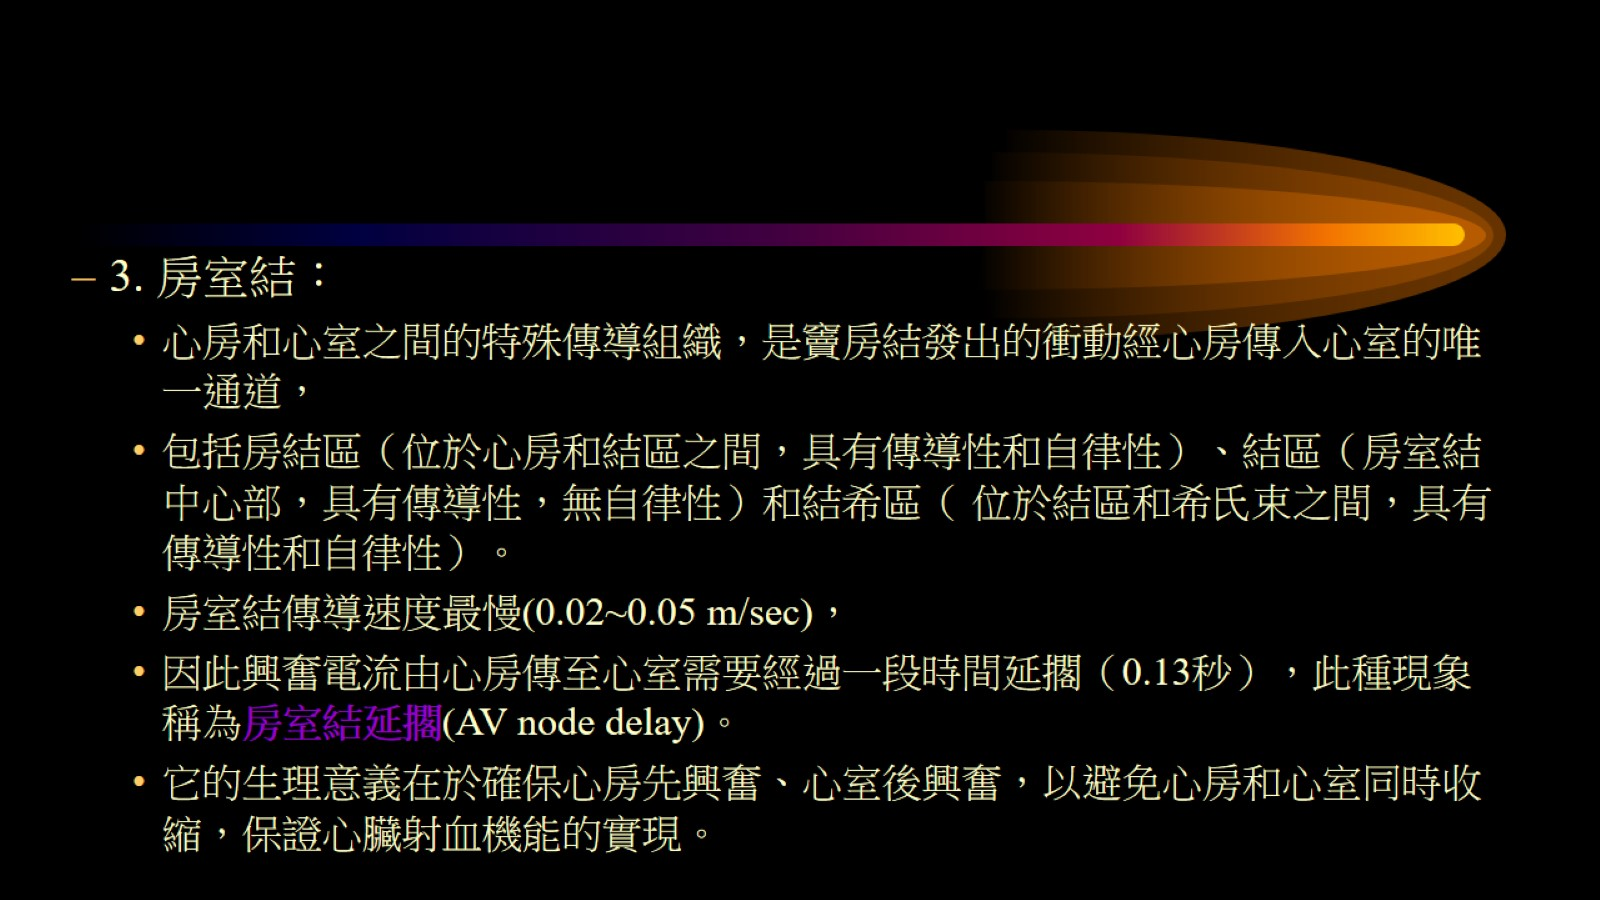 – 3. 房室結：
• 心房和心室之間的特殊傳導組織，是竇房結發出的衝動經心房傳入心室的唯
一通道，
• 包括房結區（位於心房和結區之間，具有傳導性和自律性）、結區（房室結
中心部，具有傳導性，無自律性）和結希區（ 位於結區和希氏束之間，具有
傳導性和自律性）。
• 房室結傳導速度最慢(0.02~0.05 m/sec)，
• 因此興奮電流由心房傳至心室需要經過一段時間延擱（0.13秒），此種現象
稱為房室結延擱(AV node delay)。
• 它的生理意義在於確保心房先興奮、心室後興奮，以避免心房和心室同時收
縮，保證心臟射血機能的實現。